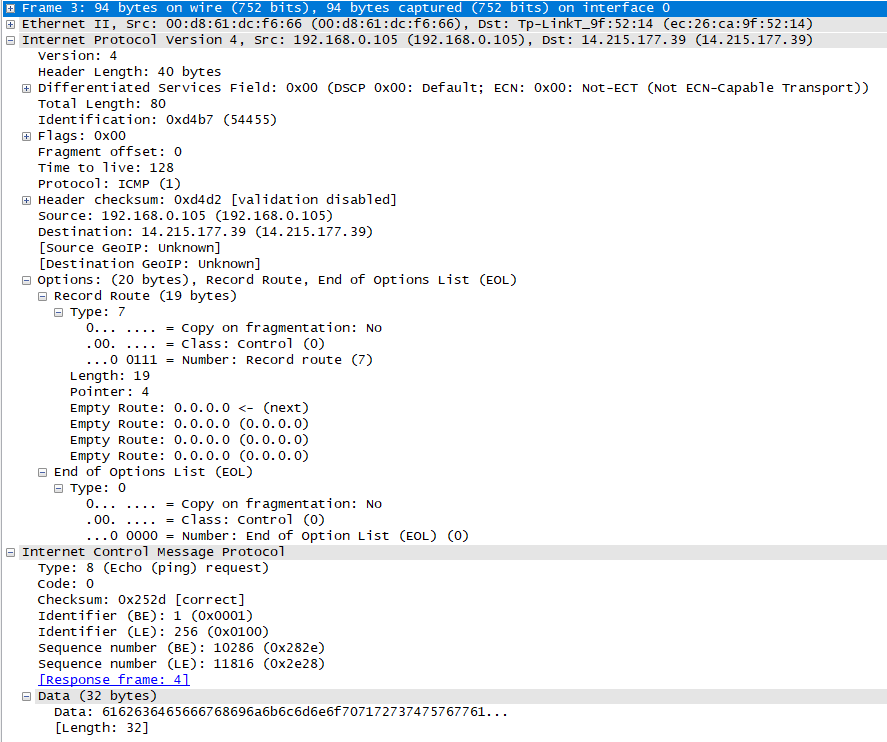 Frame 3: 94 bytes on wire (752 bits), 94 bytes captured (752 bits) on interface 0
Ethernet II, Src: 00:d8:61:dc:f6:66 (00:d8:61:dc:f6:66), Dst: Tp-LinkT_9f:52:14 (ec:26:ca:9f:52:14)
Internet Protocol Version 4, Src: 192.168.0.105 (192.168.0.105), Dst: 14.215.177.39 (14.215.177.39)
Version: 4
Header Length: 40 bytes
Differentiated Services Field: 0x00 (DSCP 0x00: Default; ECN: 0x00: Not-ECT (Not ECN-Capable Transport))
Total Length: 80
Identification: 0xd4b7 (54455)
Flags: 0x00
Fragment offset: 0
Time to live: 128
Protocol: ICMP (1)
Header checksum: 0xd4d2 [validation disabled]
Source: 192.168.0.105 (192.168.0.105)
Destination: 14.215.177.39 (14.215.177.39)
[Source GeoIP: Unknown]
[Destination GeoIP: Unknown]
Options: (20 bytes), Record Route, End of Options List (EOL)
Record Route (19 bytes)
Type: 7
0... .... = Copy on fragmentation: No
.00. .... = Class: Control (0)
...0 0111 = Number: Record route (7)
Length: 19
Pointer: 4
Empty Route: 0.0.0.0 <- (next)
Empty Route: 0.0.0.0 (0.0.0.0)
Empty Route: 0.0.0.0 (0.0.0.0)
Empty Route: 0.0.0.0 (0.0.0.0)
End of Options List (EOL)
Type: 0
0... .... = Copy on fragmentation: No
.00. .... = Class: Control (0)
...0 0000 = Number: End of Option List (EOL) (0)
Internet Control Message Protocol
Type: 8 (Echo (ping) request)
Code: 0
Checksum: 0x252d [correct]
Identifier (BE): 1 (0x0001)
Identifier (LE): 256 (0x0100)
Sequence number (BE): 10286 (0x282e)
Sequence number (LE): 11816 (0x2e28)
[Response frame: 4]
Data (32 bytes)
Data: 6162636465666768696a6b6c6d6e6f707172737475767761...
[Length: 32]